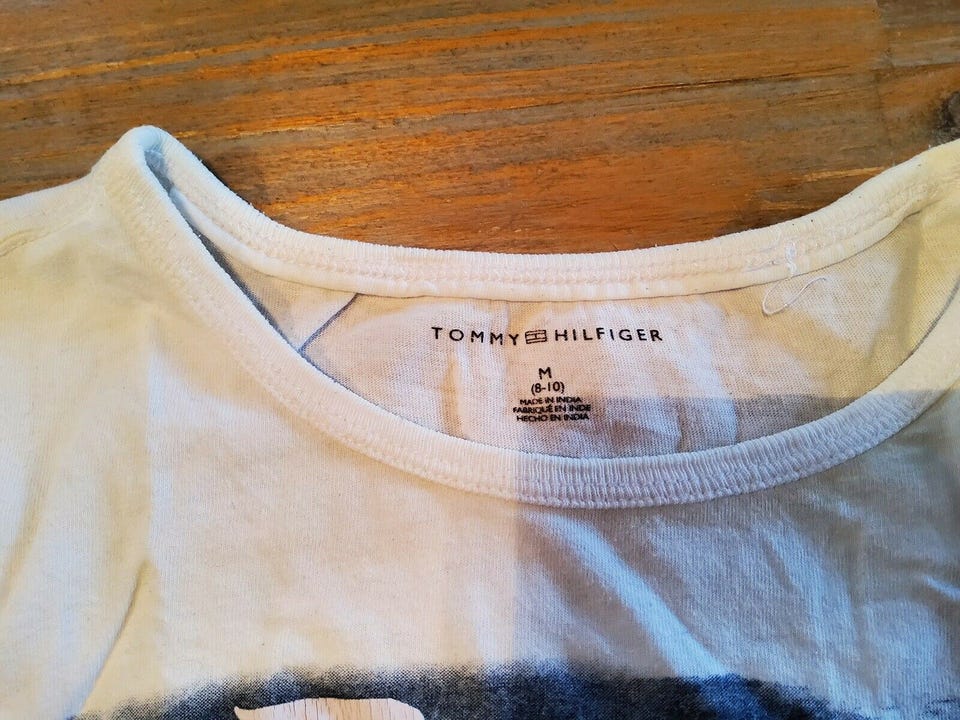 TOMMY HILFIGER
M
(8-10)
MADE IN INDIA
FABRIQUÉ EN INDE
HECHO EN INDIA